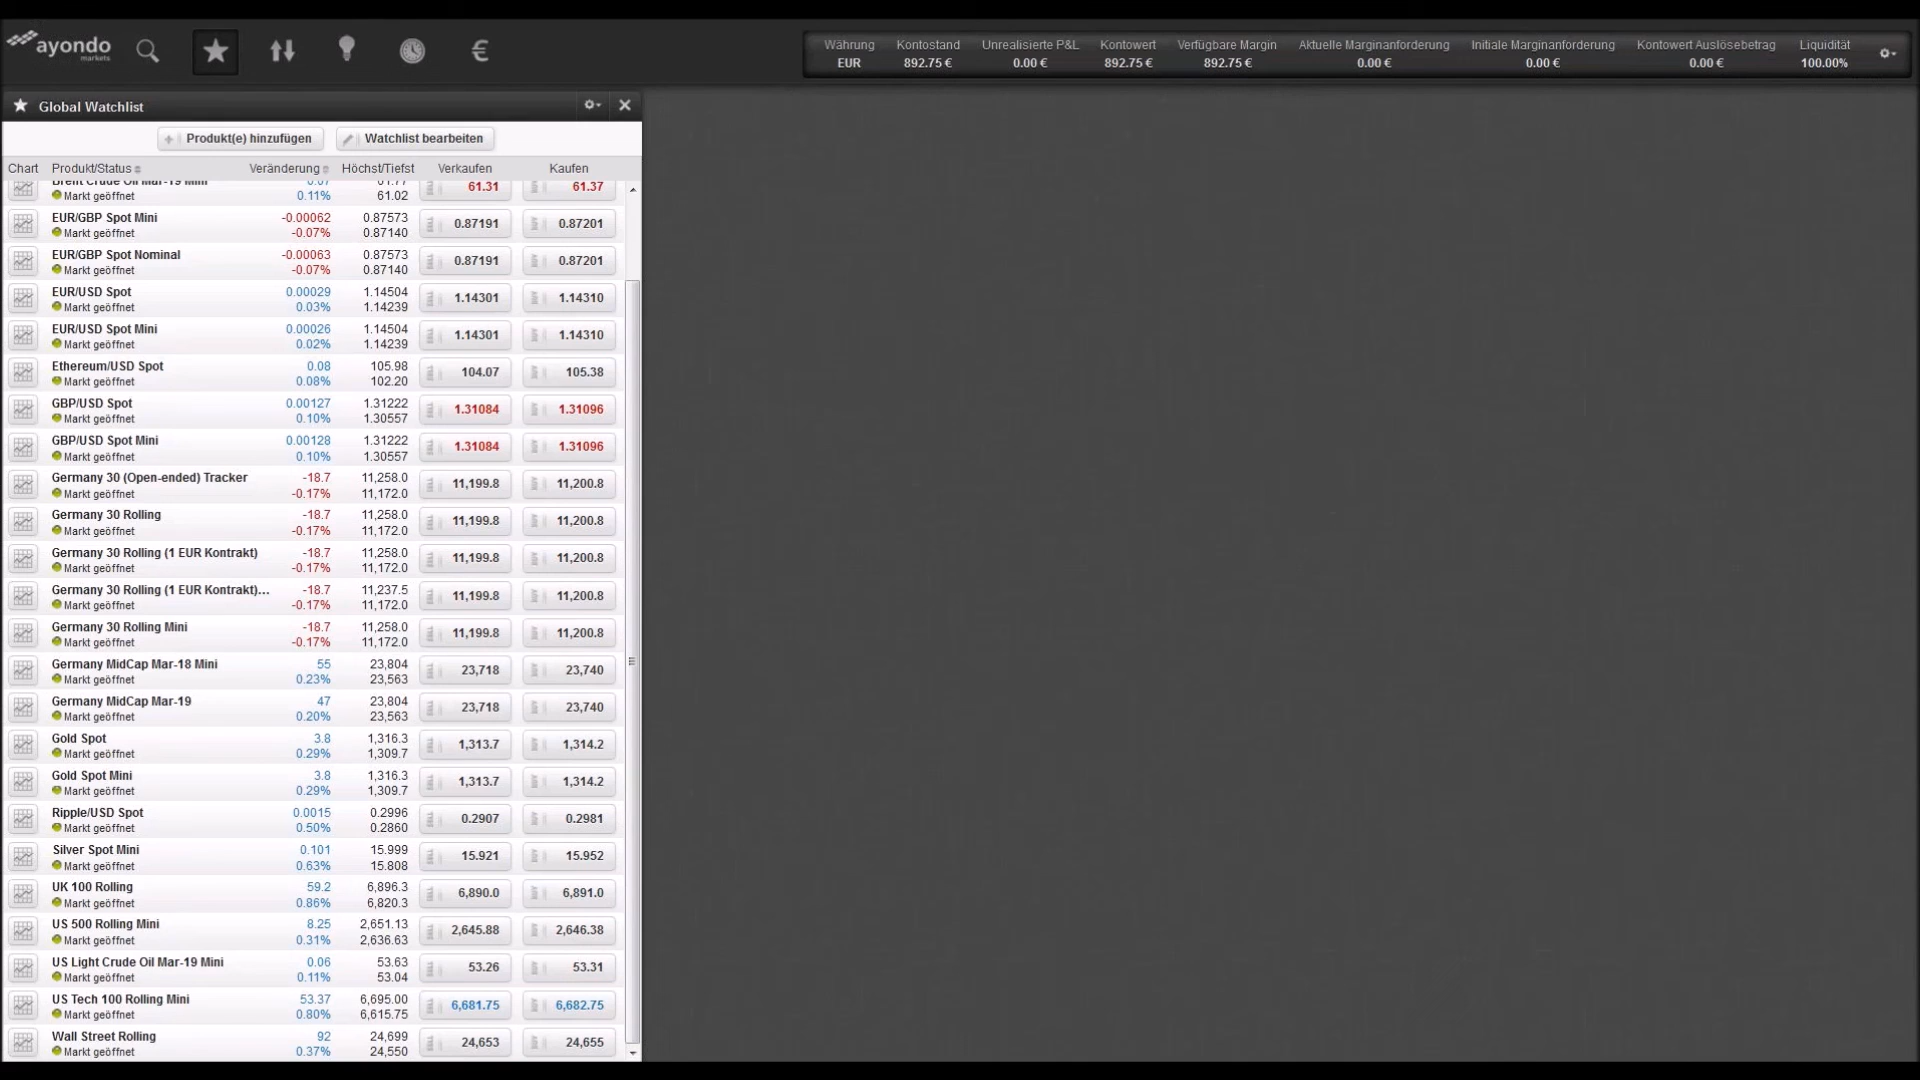 ayondo
markets
Währung Kontostand Unrealisierte P&L Kontowert Verfügbare Margin Aktuelle Marginanforderung Initiale Marginanforderung Kontowert Auslösebetrag Liquidität
EUR 892.75 € 0.00 € 892.75 € 892.75 € 0.00 € 0.00 € 0.00 € 100.00%
Global Watchlist
Produkt(e) hinzufügen Watchlist bearbeiten
Chart Produkt/Status Veränderung Höchst/Tiefst Verkaufen Kaufen
Brent Crude Oil Mar-19 Mini 0.07 61.77 61.31 61.37
Markt geöffnet 0.11% 61.02
EUR/GBP Spot Mini -0.00062 0.87573 0.87191 0.87201
Markt geöffnet -0.07% 0.87140
EUR/GBP Spot Nominal -0.00063 0.87573 0.87191 0.87201
Markt geöffnet -0.07% 0.87140
EUR/USD Spot 0.00029 1.14504 1.14301 1.14310
Markt geöffnet 0.03% 1.14239
EUR/USD Spot Mini 0.00026 1.14504 1.14301 1.14310
Markt geöffnet 0.02% 1.14239
Ethereum/USD Spot 0.08 105.98 104.07 105.38
Markt geöffnet 0.08% 102.20
GBP/USD Spot 0.00127 1.31222 1.31084 1.31096
Markt geöffnet 0.10% 1.30557
GBP/USD Spot Mini 0.00128 1.31222 1.31084 1.31096
Markt geöffnet 0.10% 1.30557
Germany 30 (Open-ended) Tracker -18.7 11,258.0 11,199.8 11,200.8
Markt geöffnet -0.17% 11,172.0
Germany 30 Rolling -18.7 11,258.0 11,199.8 11,200.8
Markt geöffnet -0.17% 11,172.0
Germany 30 Rolling (1 EUR Kontrakt) -18.7 11,258.0 11,199.8 11,200.8
Markt geöffnet -0.17% 11,172.0
Germany 30 Rolling (1 EUR Kontrakt)... -18.7 11,237.5 11,199.8 11,200.8
Markt geöffnet -0.17% 11,172.0
Germany 30 Rolling Mini -18.7 11,258.0 11,199.8 11,200.8
Markt geöffnet -0.17% 11,172.0
Germany MidCap Mar-18 Mini 55 23,804 23,718 23,740
Markt geöffnet 0.23% 23,563
Germany MidCap Mar-19 47 23,804 23,718 23,740
Markt geöffnet 0.20% 23,563
Gold Spot 3.8 1,316.3 1,313.7 1,314.2
Markt geöffnet 0.29% 1,309.7
Gold Spot Mini 3.8 1,316.3 1,313.7 1,314.2
Markt geöffnet 0.29% 1,309.7
Ripple/USD Spot 0.0015 0.2996 0.2907 0.2981
Markt geöffnet 0.50% 0.2860
Silver Spot Mini 0.101 15.999 15.921 15.952
Markt geöffnet 0.63% 15.808
UK 100 Rolling 59.2 6,896.3 6,890.0 6,891.0
Markt geöffnet 0.86% 6,820.3
US 500 Rolling Mini 8.25 2,651.13 2,645.88 2,646.38
Markt geöffnet 0.31% 2,636.63
US Light Crude Oil Mar-19 Mini 0.06 53.63 53.26 53.31
Markt geöffnet 0.11% 53.04
US Tech 100 Rolling Mini 53.37 6,695.00 6,681.75 6,682.75
Markt geöffnet 0.80% 6,615.75
Wall Street Rolling 92 24,699 24,653 24,655
Markt geöffnet 0.37% 24,550